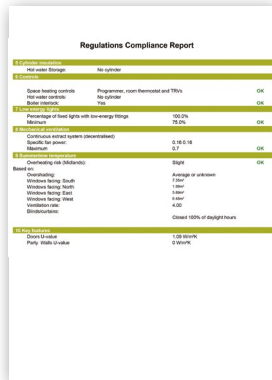 Regulations Compliance Report
5 Cylinder insulation
Hot water Storage: No cylinder
6 Controls
Space heating controls Programmer, room thermostat and TRVs OK
Hot water controls: No cylinder
Boiler interlock: Yes OK
7 Low energy lights
Percentage of fixed lights with low-energy fittings 100.0%
Minimum 75.0% OK
8 Mechanical ventilation
Continuous extract system (decentralised)
Specific fan power: 0.16 0.16
Maximum 0.7 OK
9 Summertime temperature
Overheating risk (Midlands): Slight OK
Based on:
Overshading: Average or unknown
Windows facing: South
Windows facing: North
Windows facing: East
Windows facing: West
Ventilation rate: 4.00
Blinds/curtains:
Closed 100% of daylight hours
10 Key features
Doors U-value 1.09 W/m²K
Party Walls U-value 0 W/m²K